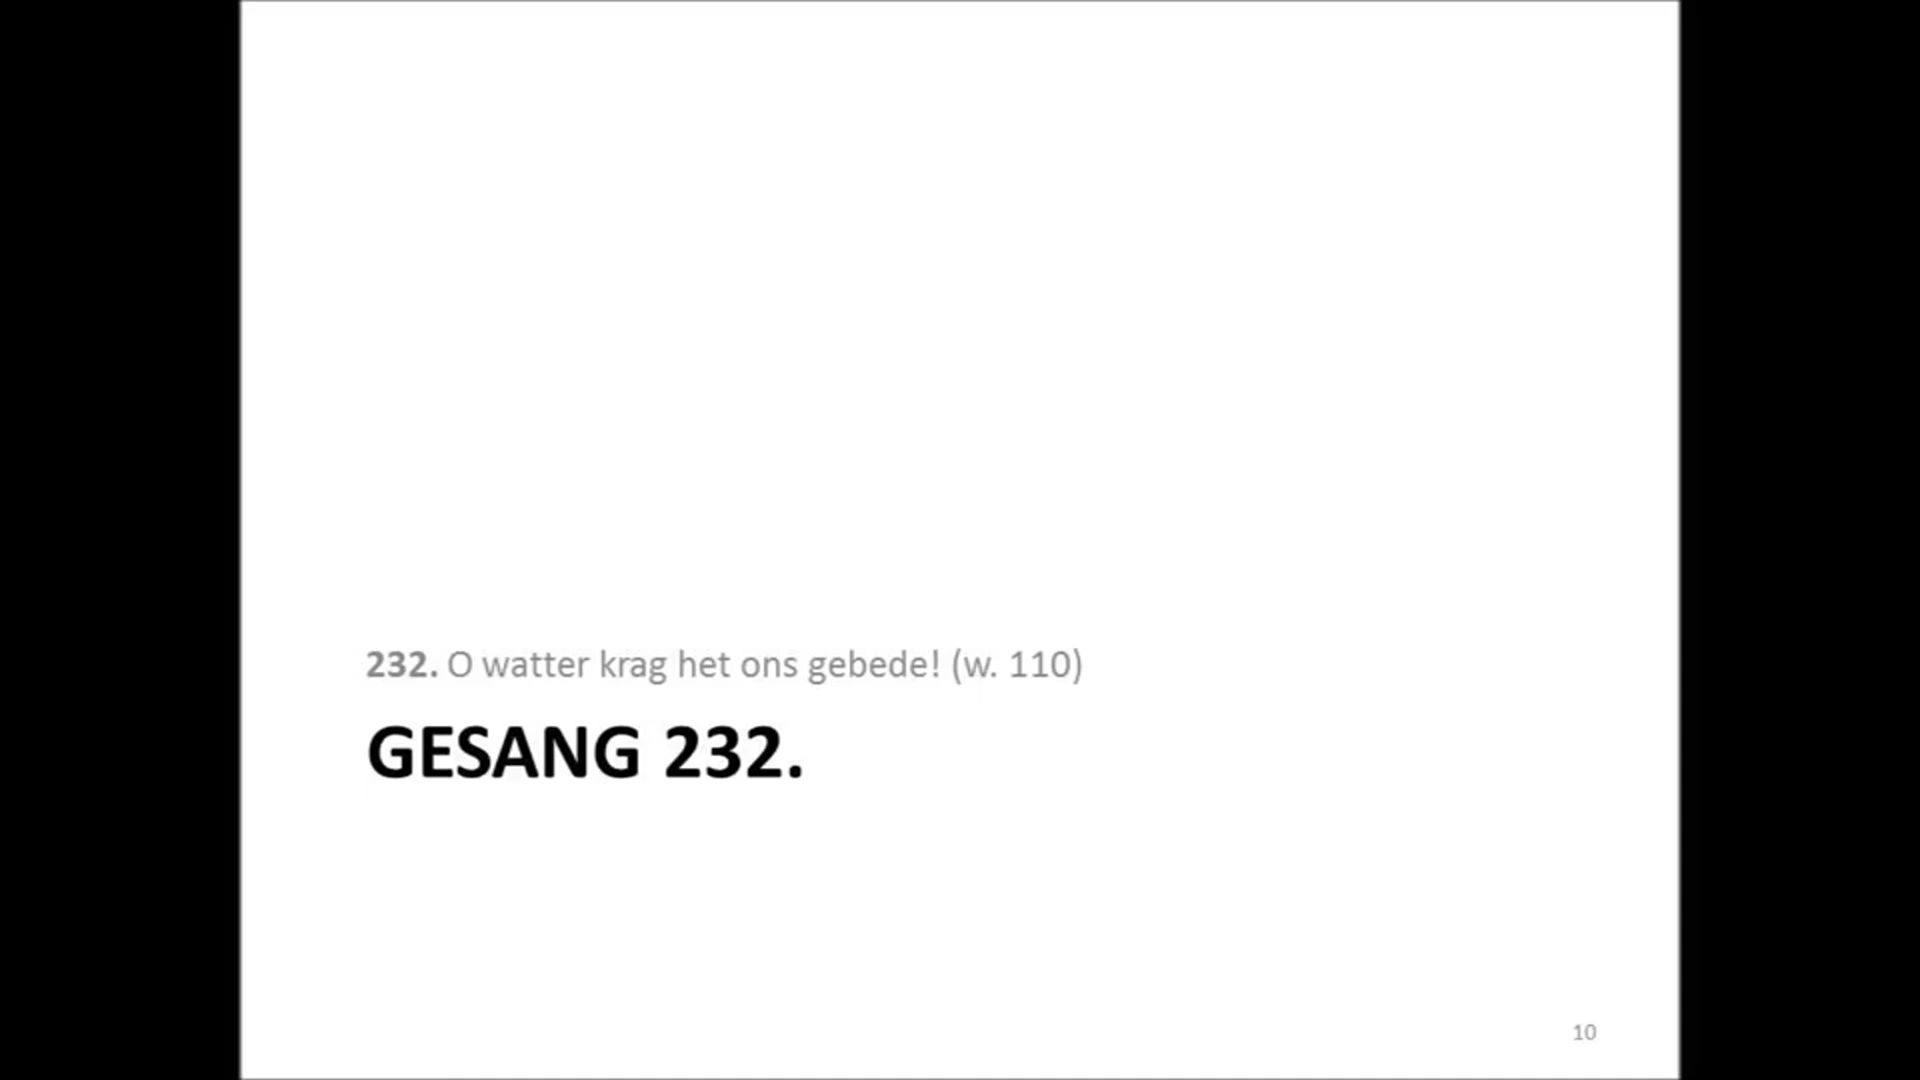 232. O watter krag het ons gebede! (w. 110)
GESANG 232.
10